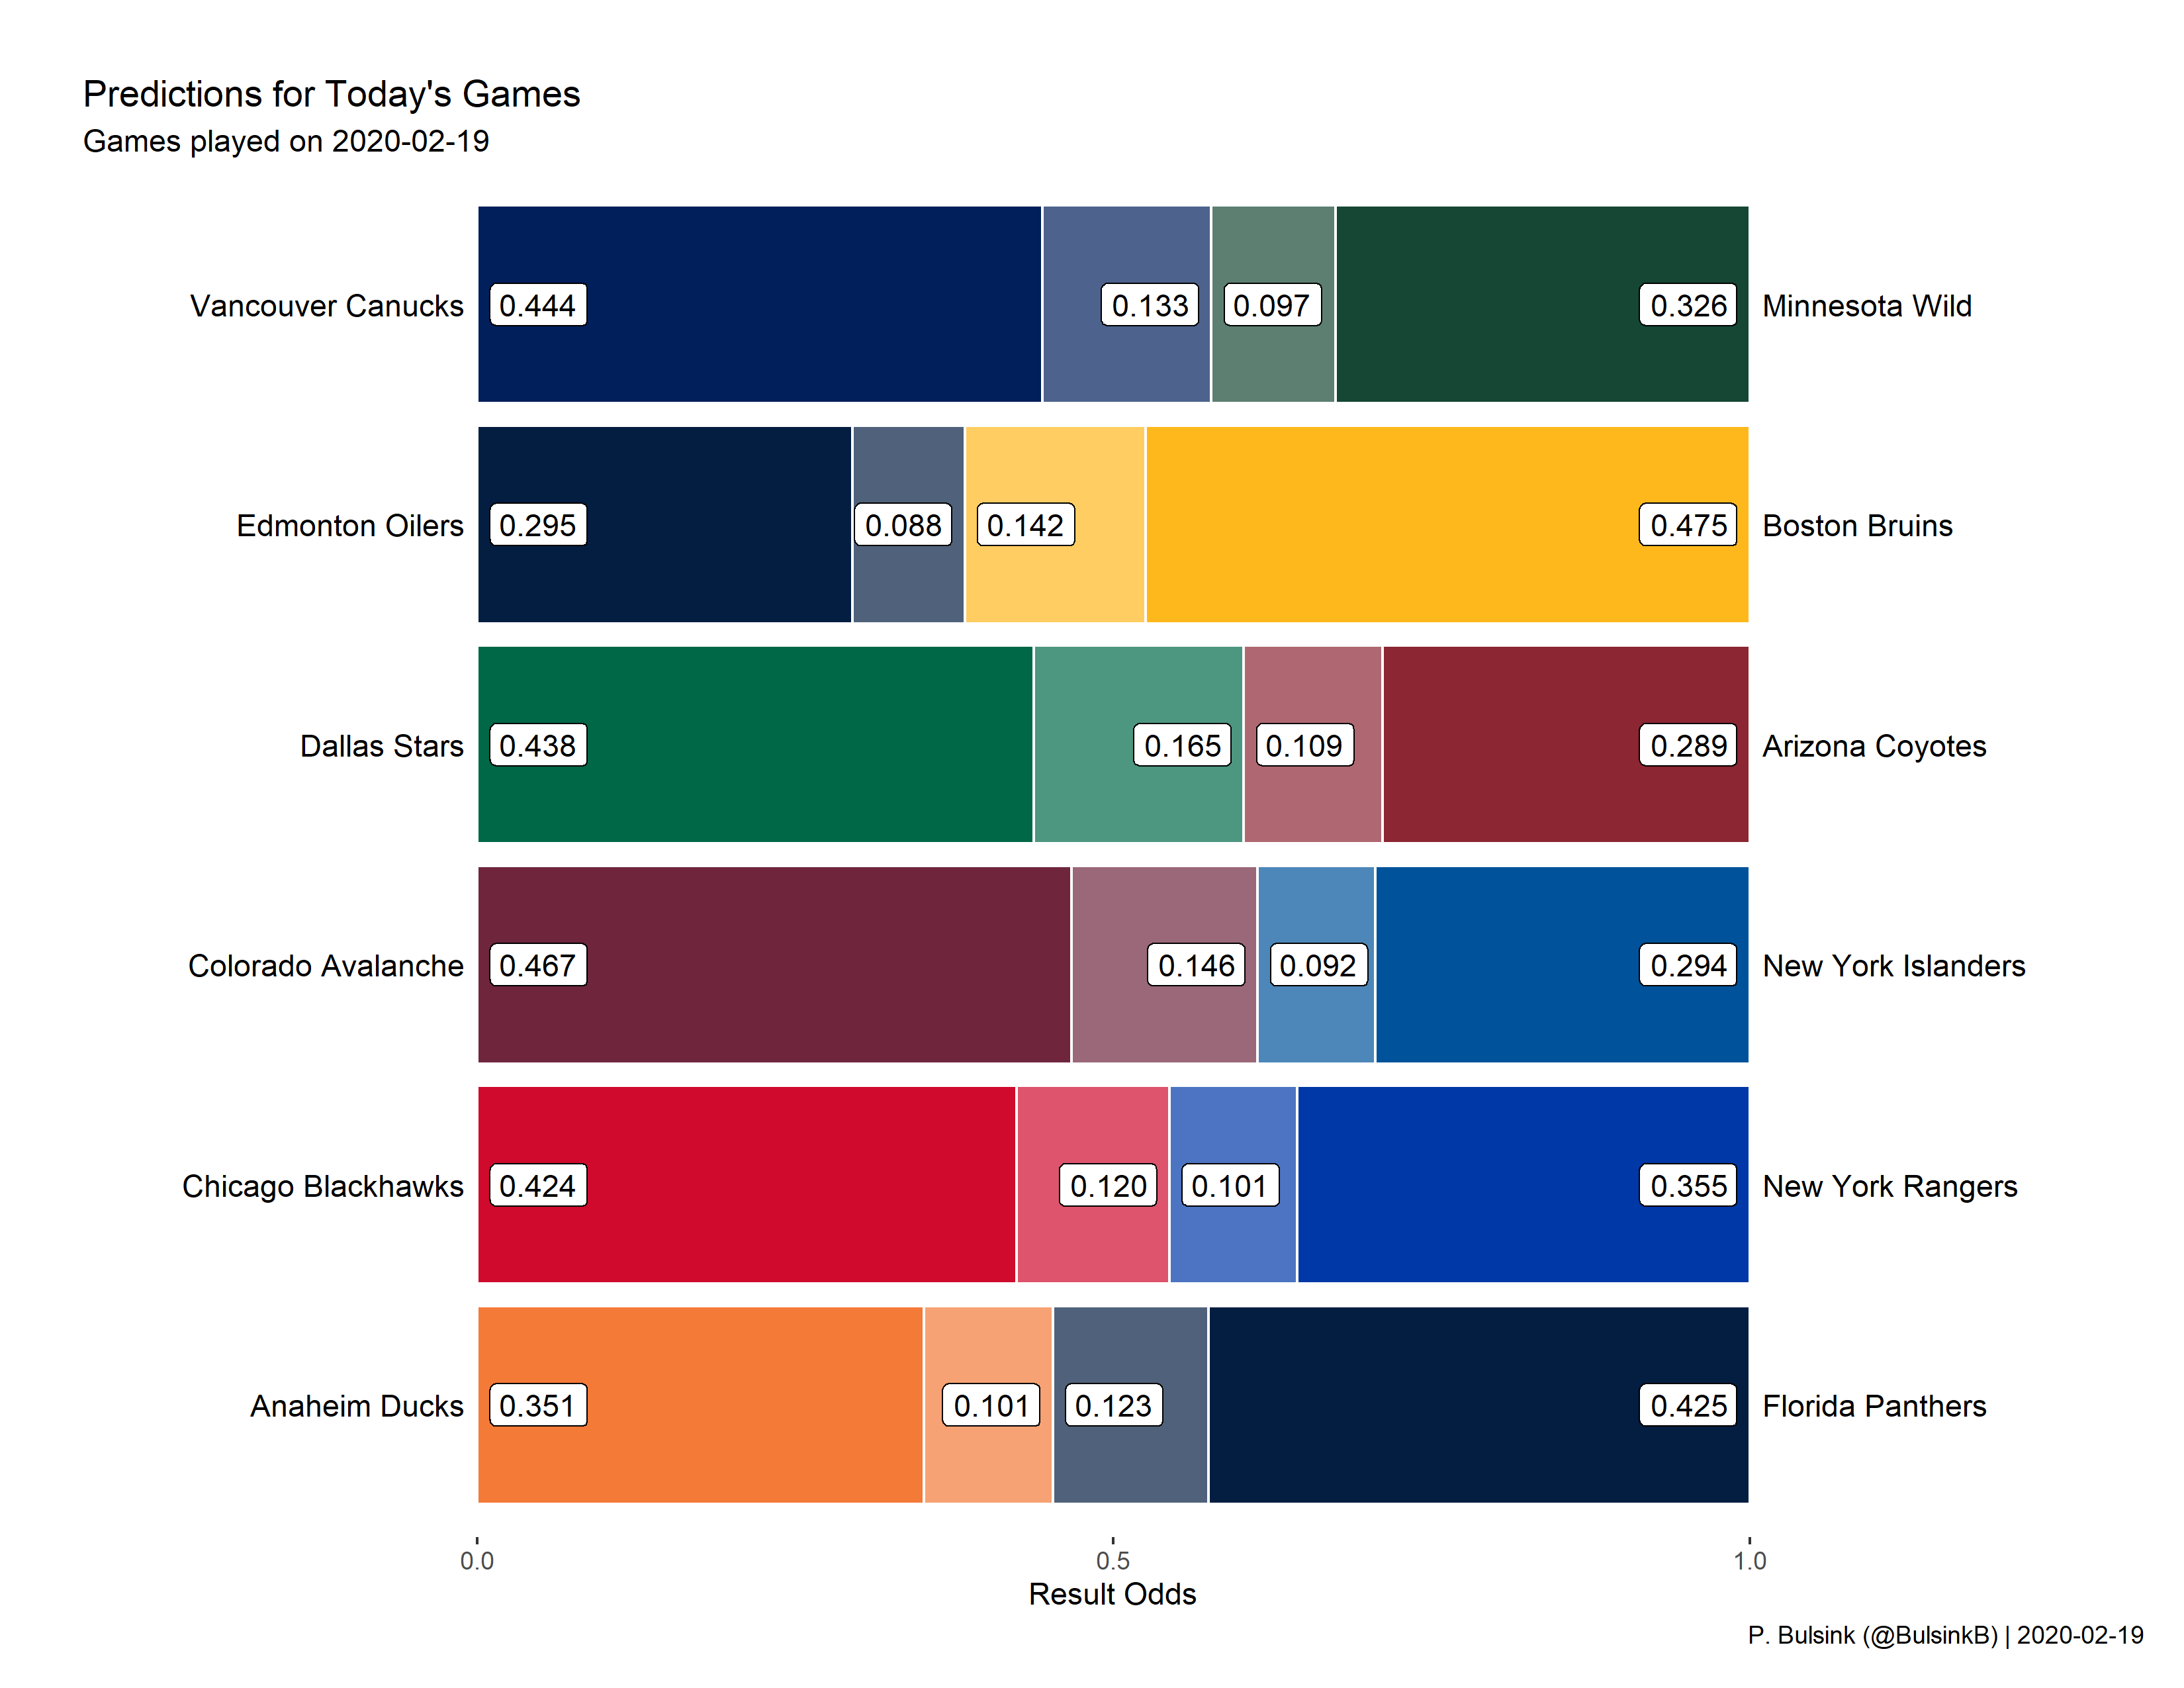 Predictions for Today's Games
Games played on 2020-02-19
Vancouver Canucks 0.444 0.133 0.097 0.326 Minnesota Wild
Edmonton Oilers 0.295 0.088 0.142 0.475 Boston Bruins
Dallas Stars 0.438 0.165 0.109 0.289 Arizona Coyotes
Colorado Avalanche 0.467 0.146 0.092 0.294 New York Islanders
Chicago Blackhawks 0.424 0.120 0.101 0.355 New York Rangers
Anaheim Ducks 0.351 0.101 0.123 0.425 Florida Panthers
0.0 0.5 1.0
Result Odds
P. Bulsink (@BulsinkB) | 2020-02-19